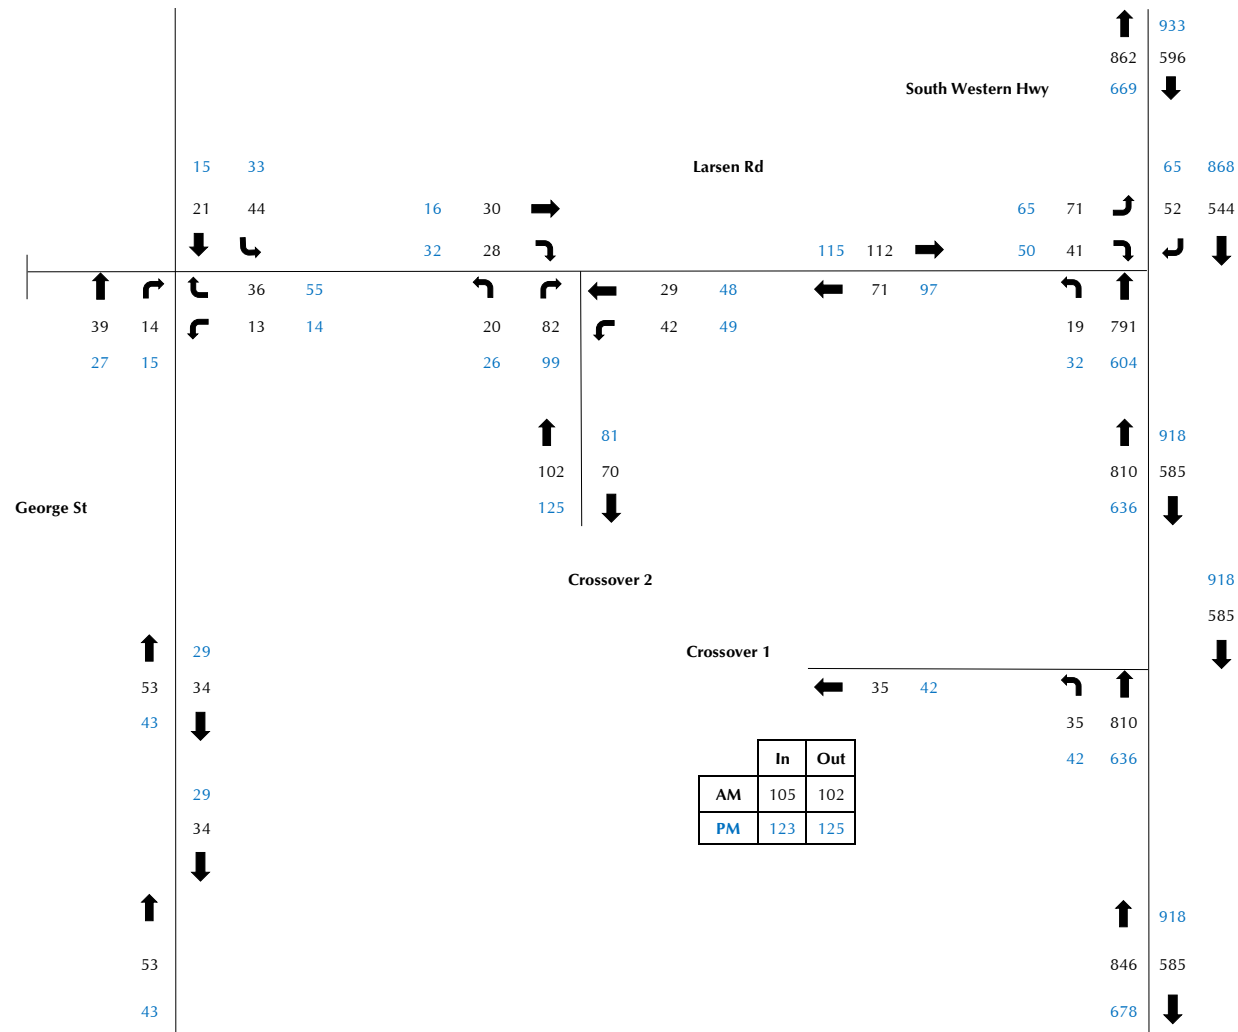 933
862 596
South Western Hwy 669
15 33 Larsen Rd 65 868
21 44 16 30 65 71 52 544
32 28 115 112 50 41
36 55 29 48 71 97
39 14 13 14 20 82 42 49 19 791
27 15 26 99 32 604
81 918
102 70 810 585
George St 125 636
Crossover 2 918
585
29 Crossover 1
53 34 35 42
43 35 810
In Out 42 636
29 AM 105 102
34 PM 123 125
918
53 846 585
43 678